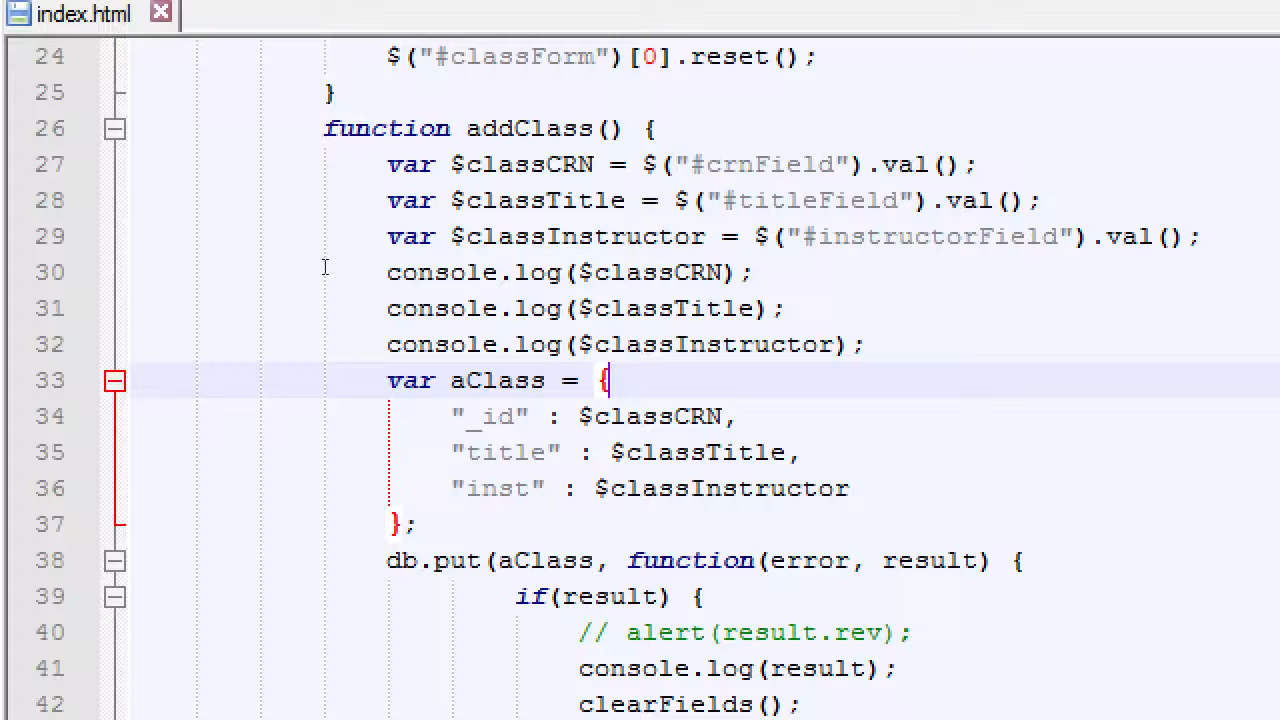 index.html
24 $("#classForm")[0].reset();
25 }
26 function addClass() {
27 var $classCRN = $("#crnField").val();
28 var $classTitle = $("#titleField").val();
29 var $classInstructor = $("#instructorField").val();
30 console.log($classCRN);
31 console.log($classTitle);
32 console.log($classInstructor);
33 var aClass = {
34 "_id" : $classCRN,
35 "title" : $classTitle,
36 "inst" : $classInstructor
37 };
38 db.put(aClass, function(error, result) {
39 if(result) {
40 // alert(result.rev);
41 console.log(result);
42 clearFields();